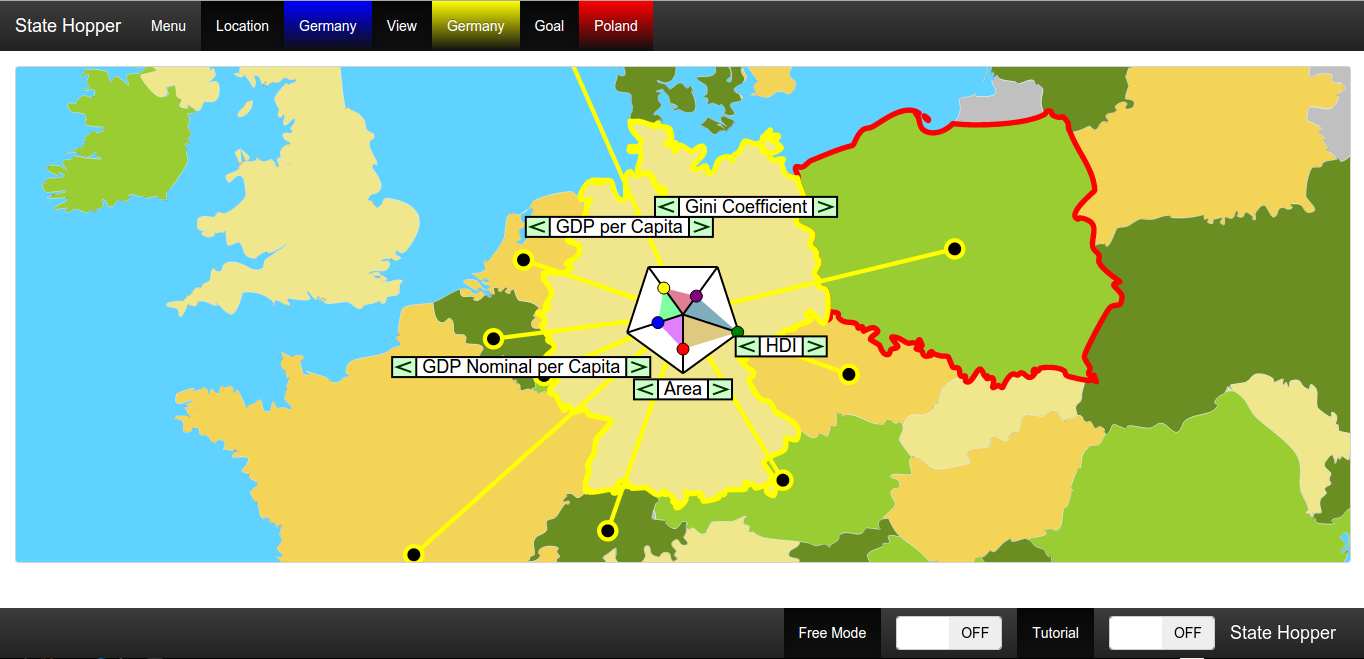 State Hopper Menu Location Germany View Germany Goal Poland
< Gini Coefficient >
< GDP per Capita >
< HDI >
< GDP Nominal per Capita >
< Area >
Free Mode OFF Tutorial OFF State Hopper